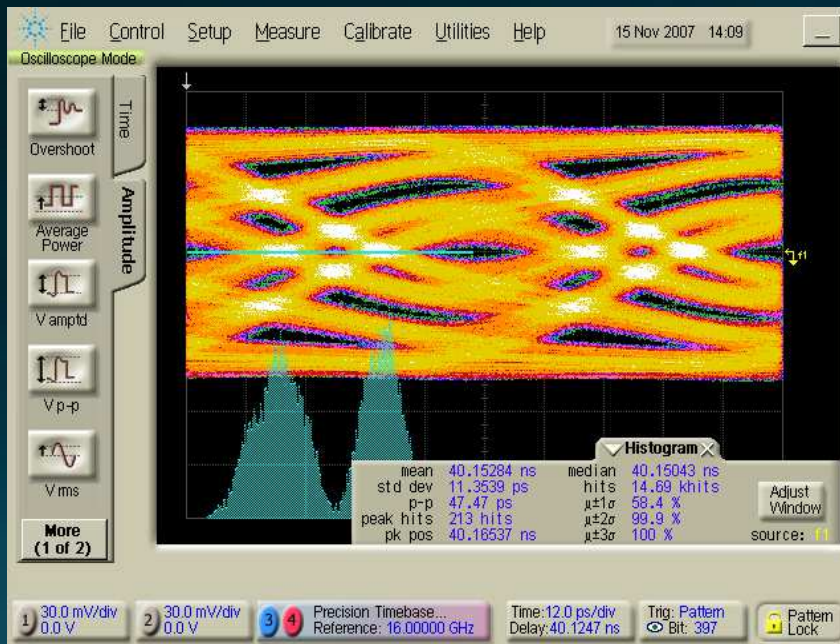 File Control Setup Measure Calibrate Utilities Help 15 Nov 2007 14:09
Oscilloscope Mode
Time
Amplitude
Overshoot
Average
Power
V amptd
V p-p
V rms
More
(1 of 2)
f1
Histogram
mean 40.15284 ns median 40.15043 ns
std dev 11.3539 ps hits 14.69 khits
p-p 47.47 ps µ±1σ 58.4 %
peak hits 213 hits µ±2σ 99.9 %
pk pos 40.16537 ns µ±3σ 100 %
Adjust
Window
source: f1
1 30.0 mV/div
0.0 V
2 30.0 mV/div
0.0 V
3 4 Precision Timebase...
Reference: 16.00000 GHz
Time:12.0 ps/div
Delay:40.1247 ns
Trig: Pattern
Bit: 397
Pattern
Lock